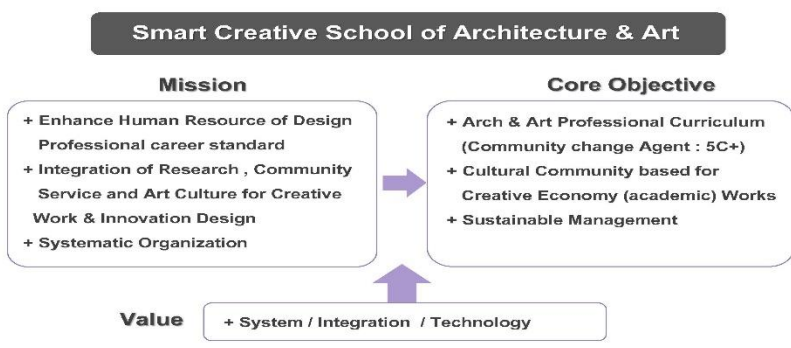 Smart Creative School of Architecture & Art
Mission
+ Enhance Human Resource of Design
Professional career standard
+ Integration of Research , Community
Service and Art Culture for Creative
Work & Innovation Design
+ Systematic Organization
Core Objective
+ Arch & Art Professional Curriculum
(Community change Agent : 5C+)
+ Cultural Community based for
Creative Economy (academic) Works
+ Sustainable Management
Value
+ System / Integration / Technology